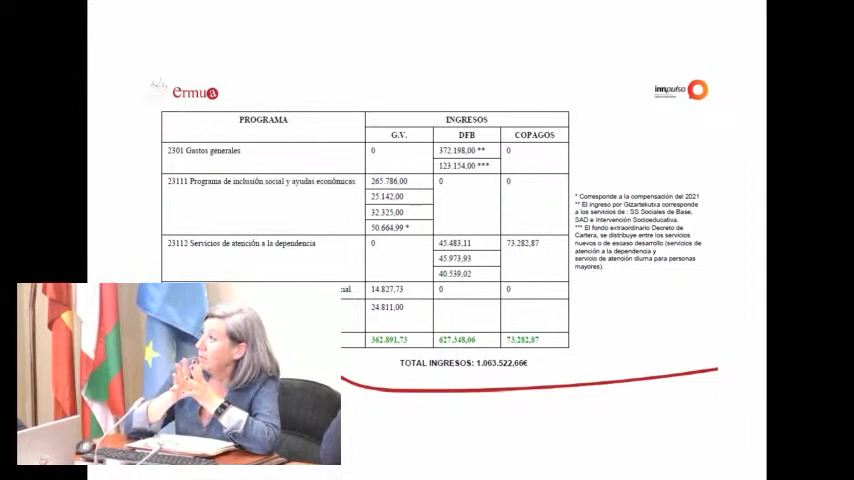 ermua
innpulso
PROGRAMA
INGRESOS
G.V.
DFB
COPAGOS
2301 Gastos generales
0
372.198,00 **
0
123.154,00 ***
23111 Programa de inclusión social y ayudas económicas
265.786,00
0
0
25.142,00
32.325,00
50.664,99 *
23112 Servicios de atención a la dependencia
0
45.483,11
73.282,87
45.973,93
40.539,02
cial
14.827,73
0
0
24.811,00
362.891,73
627.348,06
73.282,87
TOTAL INGRESOS: 1.063.522,66€
* Corresponde a la compensación del 2021
** El ingreso por Gizartekutxa corresponde
a los servicios de : SS Sociales de Base,
SAD e Intervención Socioeducativa.
*** El fondo extraordinario Decreto de
Cartera, se distribuye entre los servicios
nuevos o de escaso desarrollo (servicios de
atención a la dependencia y
servicio de atención diurna para personas
mayores).